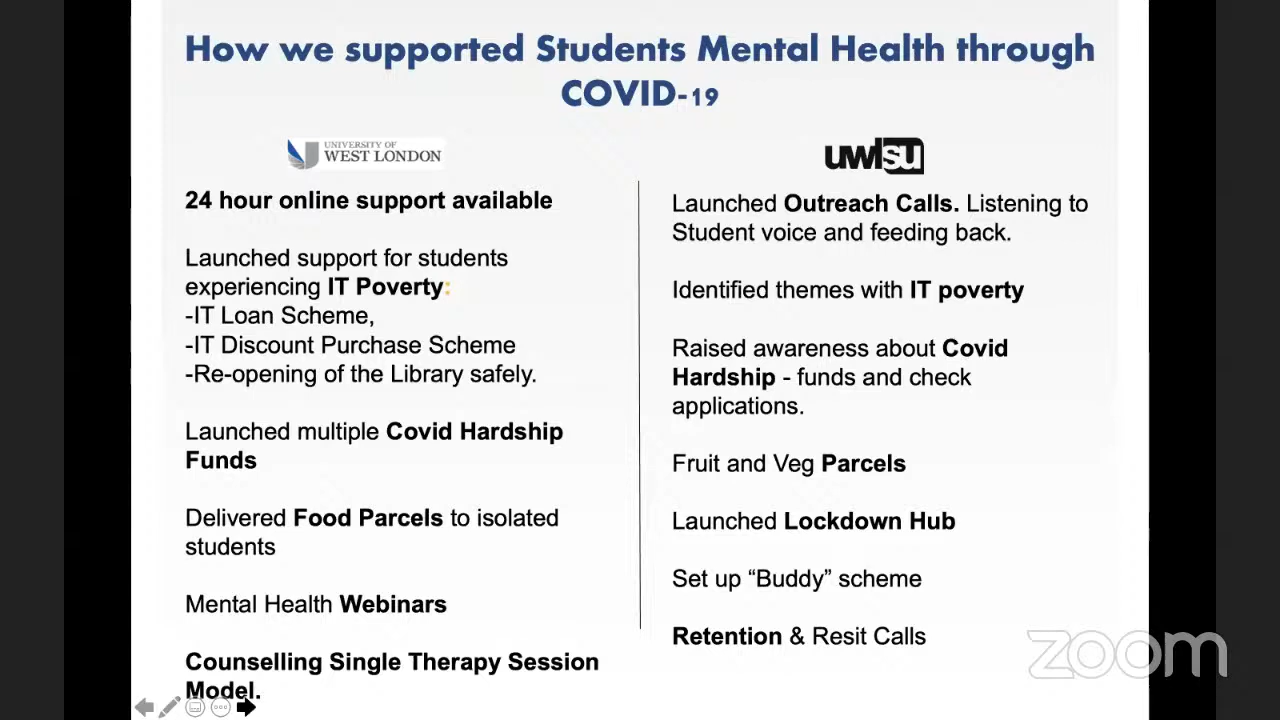 How we supported Students Mental Health through
COVID-19
UNIVERSITY OF
WEST LONDON
24 hour online support available
Launched support for students
experiencing IT Poverty:
-IT Loan Scheme,
-IT Discount Purchase Scheme
-Re-opening of the Library safely.
Launched multiple Covid Hardship
Funds
Delivered Food Parcels to isolated
students
Mental Health Webinars
Counselling Single Therapy Session
Model.
uwlsu
Launched Outreach Calls. Listening to
Student voice and feeding back.
Identified themes with IT poverty
Raised awareness about Covid
Hardship - funds and check
applications.
Fruit and Veg Parcels
Launched Lockdown Hub
Set up “Buddy” scheme
Retention & Resit Calls
zoom